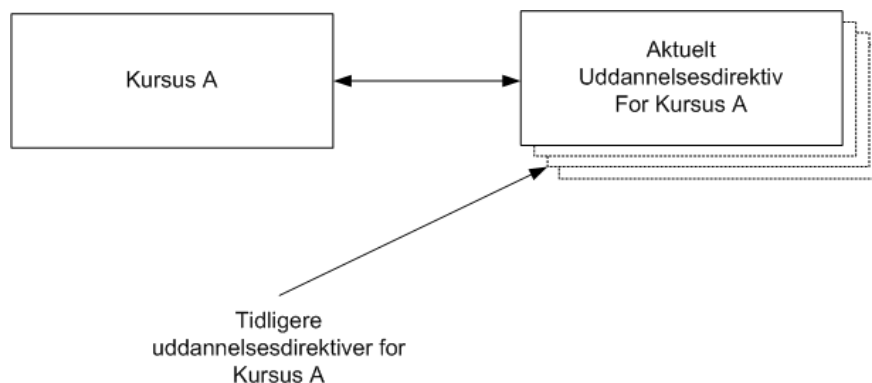 Kursus A
Aktuelt
Uddannelsesdirektiv
For Kursus A
Tidligere
uddannelsesdirektiver for
Kursus A